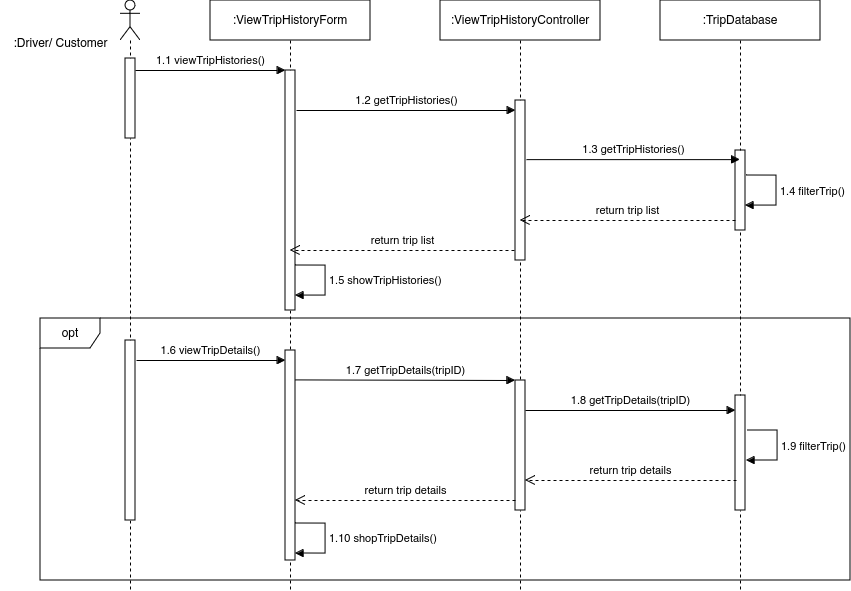 :Driver/ Customer
:ViewTripHistoryForm
:ViewTripHistoryController
:TripDatabase
1.1 viewTripHistories()
1.2 getTripHistories()
1.3 getTripHistories()
1.4 filterTrip()
return trip list
return trip list
1.5 showTripHistories()
opt
1.6 viewTripDetails()
1.7 getTripDetails(tripID)
1.8 getTripDetails(tripID)
1.9 filterTrip()
return trip details
return trip details
1.10 shopTripDetails()